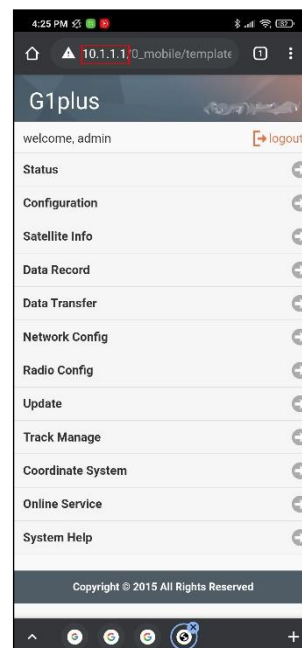 4:25 PM
10.1.1.1/0_mobile/template
1
G1plus
welcome, admin
logout
Status
Configuration
Satellite Info
Data Record
Data Transfer
Network Config
Radio Config
Update
Track Manage
Coordinate System
Online Service
System Help
Copyright © 2015 All Rights Reserved